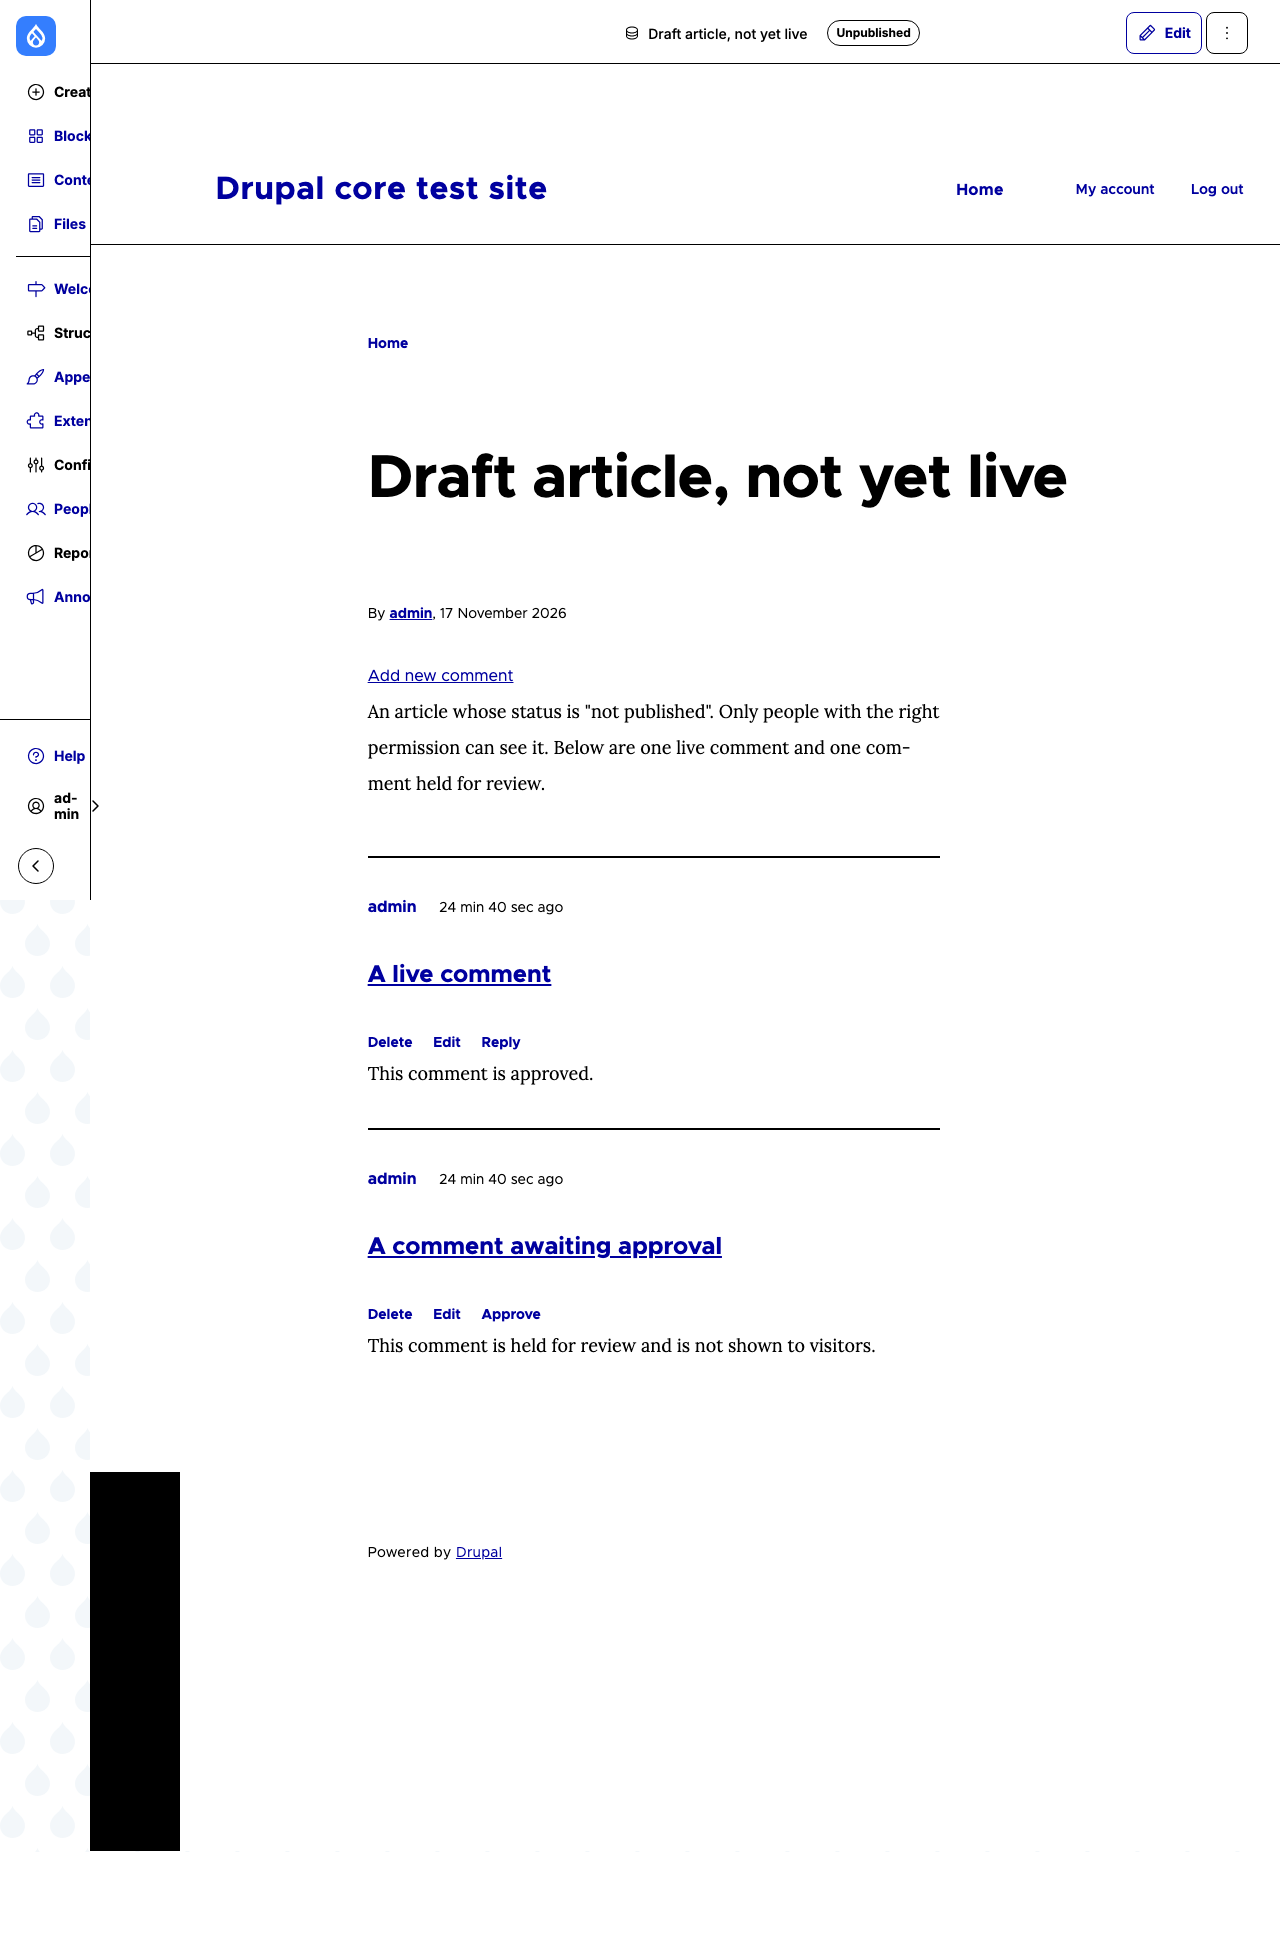 Draft article, not yet live Unpublished Edit
Creat
Block
Conte
Files
Welco
Struc
Appe
Exten
Confi
Peopl
Repor
Anno
Help
ad-
min
Drupal core test site
Home My account Log out
Home
Draft article, not yet live
By admin, 17 November 2026
Add new comment
An article whose status is "not published". Only people with the right
permission can see it. Below are one live comment and one com-
ment held for review.
admin 24 min 40 sec ago
A live comment
Delete Edit Reply
This comment is approved.
admin 24 min 40 sec ago
A comment awaiting approval
Delete Edit Approve
This comment is held for review and is not shown to visitors.
Powered by Drupal